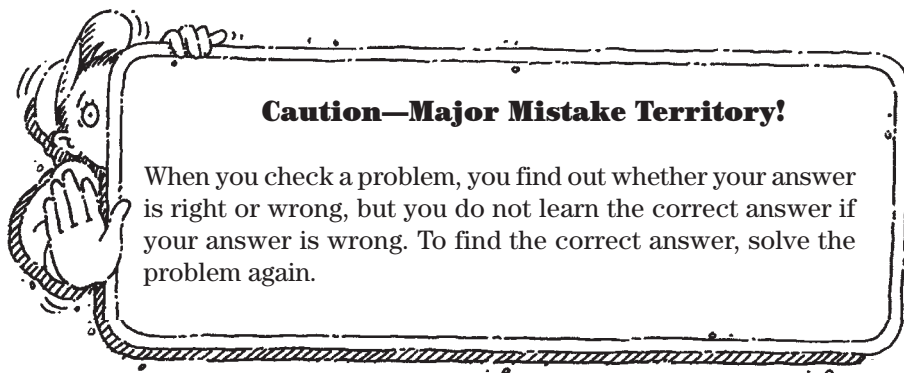 Caution—Major Mistake Territory!
When you check a problem, you find out whether your answer
is right or wrong, but you do not learn the correct answer if
your answer is wrong. To find the correct answer, solve the
problem again.